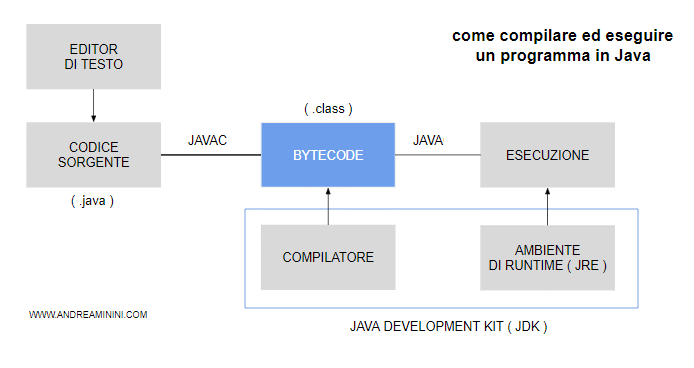 come compilare ed eseguire
un programma in Java
EDITOR
DI TESTO
( .class )
CODICE
SORGENTE
JAVAC
BYTECODE
JAVA
ESECUZIONE
( .java )
COMPILATORE
AMBIENTE
DI RUNTIME ( JRE )
WWW.ANDREAMININI.COM
JAVA DEVELOPMENT KIT ( JDK )